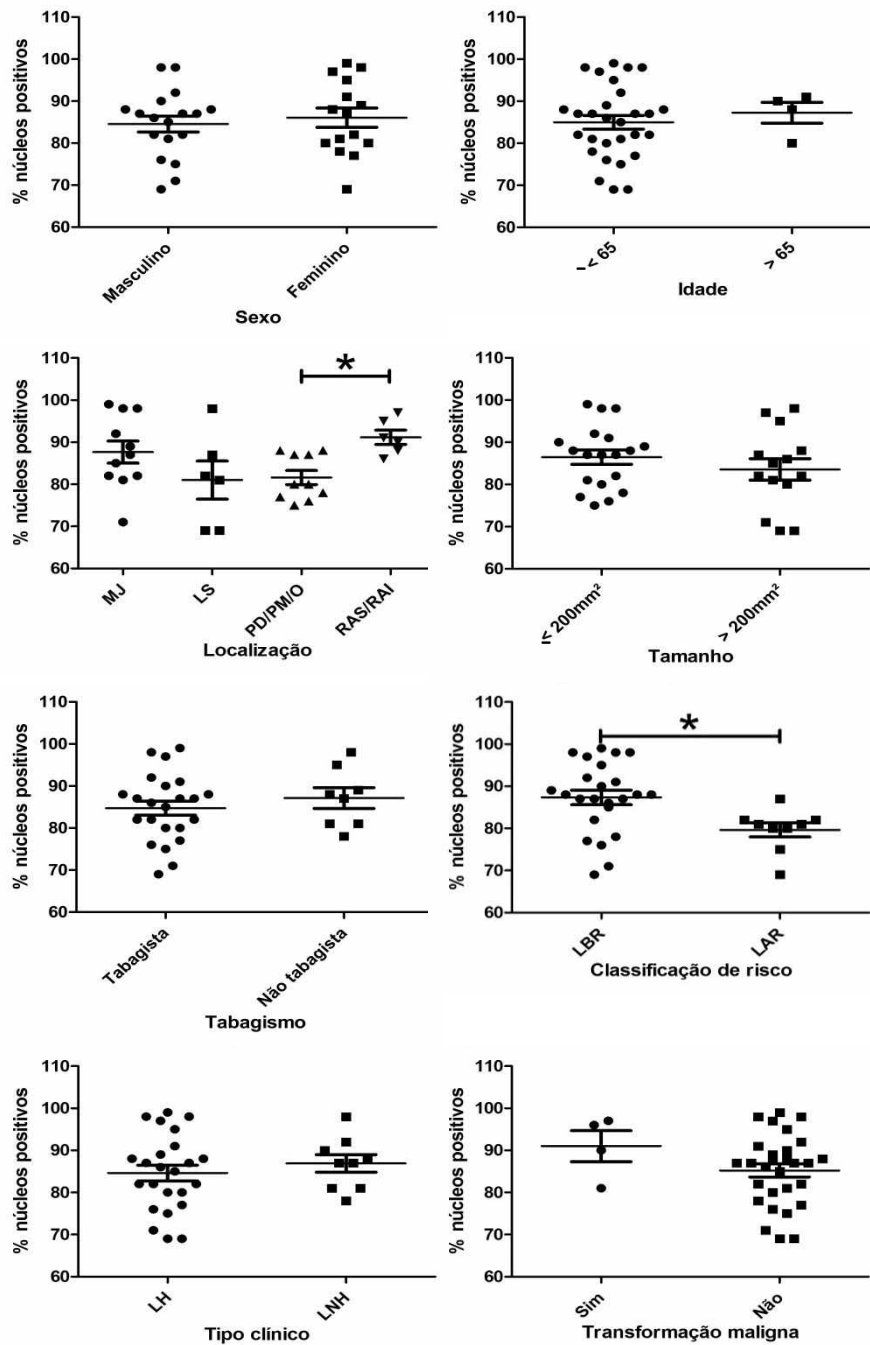 % núcleos positivos
110
100
90
80
70
60
Masculino
Feminino
Sexo
% núcleos positivos
110
100
90
80
70
60
_< 65
> 65
Idade
% núcleos positivos
110
100
90
80
70
60
*
MJ
LS
PD/PM/O
RAS/RAI
Localização
% núcleos positivos
110
100
90
80
70
60
≤ 200mm²
> 200mm²
Tamanho
% núcleos positivos
110
100
90
80
70
60
Tabagista
Não tabagista
Tabagismo
% núcleos positivos
110
100
90
80
70
60
*
LBR
LAR
Classificação de risco
% núcleos positivos
110
100
90
80
70
60
LH
LNH
Tipo clínico
% núcleos positivos
110
100
90
80
70
60
Sim
Não
Transformação maligna